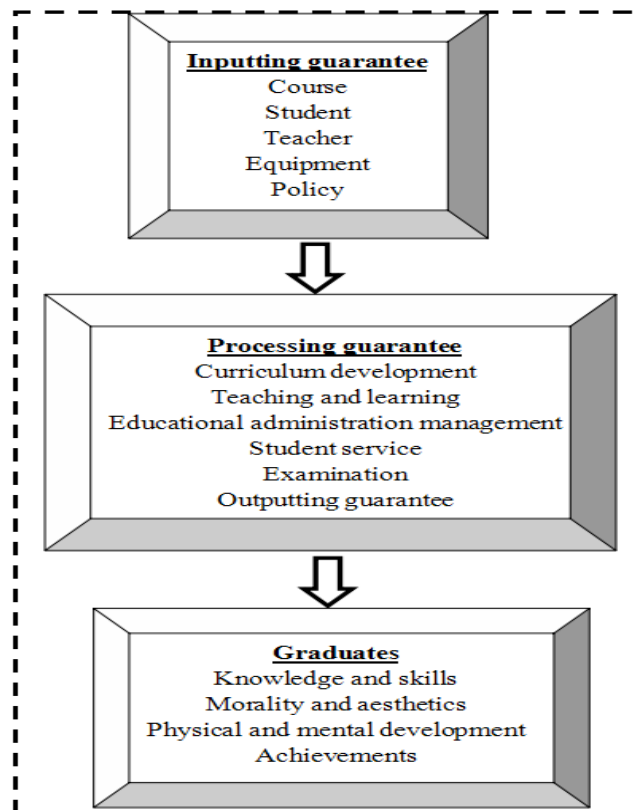 Inputting guarantee
Course
Student
Teacher
Equipment
Policy
Processing guarantee
Curriculum development
Teaching and learning
Educational administration management
Student service
Examination
Outputting guarantee
Graduates
Knowledge and skills
Morality and aesthetics
Physical and mental development
Achievements